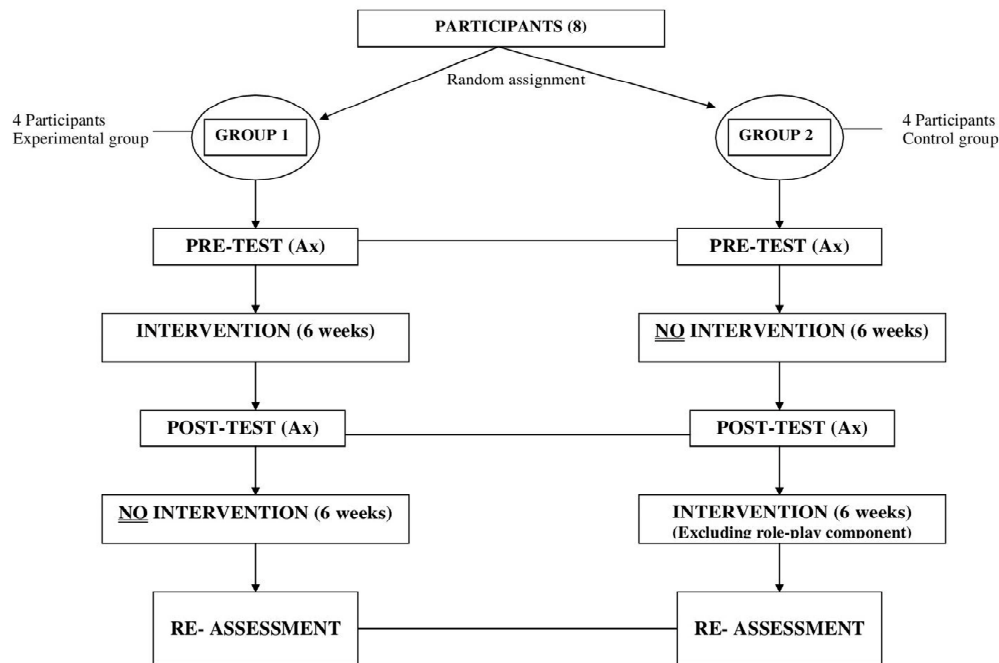 PARTICIPANTS (8)
Random assignment
4 Participants
Experimental group
GROUP 1
GROUP 2
4 Participants
Control group
PRE-TEST (Ax)
PRE-TEST (Ax)
INTERVENTION (6 weeks)
NO INTERVENTION (6 weeks)
POST-TEST (Ax)
POST-TEST (Ax)
NO INTERVENTION (6 weeks)
INTERVENTION (6 weeks)
(Excluding role-play component)
RE- ASSESSMENT
RE- ASSESSMENT